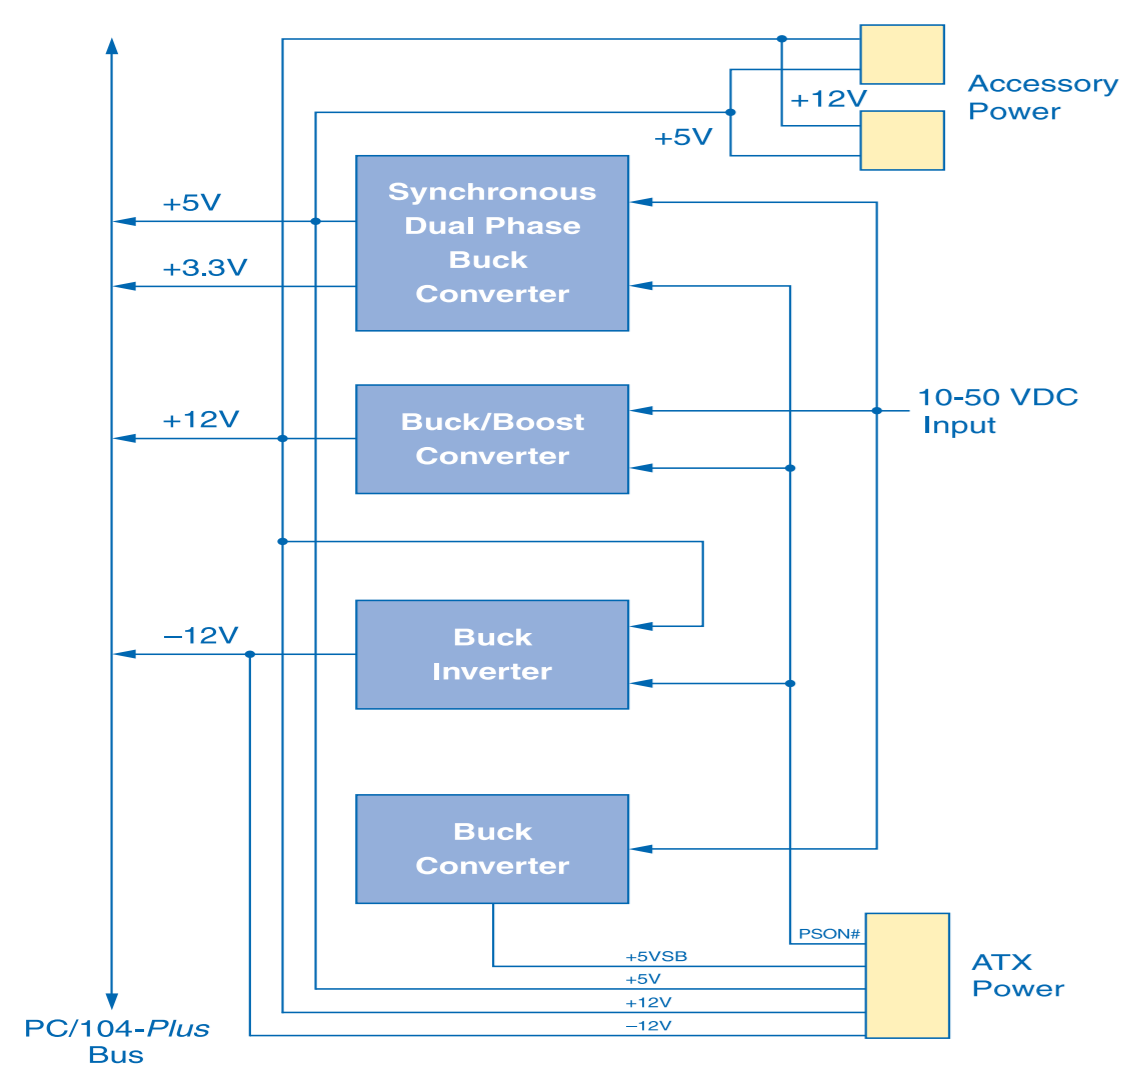 Accessory
Power
+12V
+5V
Synchronous
Dual Phase
Buck
Converter
+5V
+3.3V
10-50 VDC
Input
+12V
Buck/Boost
Converter
–12V
Buck
Inverter
Buck
Converter
PSON#
+5VSB
+5V
+12V
–12V
ATX
Power
PC/104-Plus
Bus